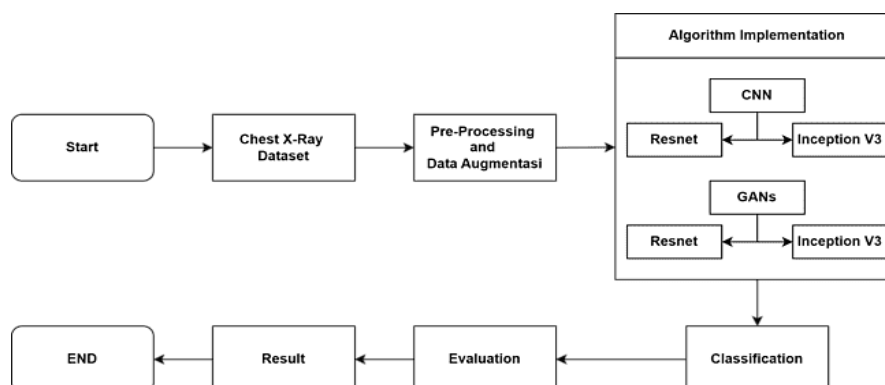 Algorithm Implementation
CNN
Resnet
Inception V3
GANs
Resnet
Inception V3
Start
Chest X-Ray
Dataset
Pre-Processing
and
Data Augmentasi
END
Result
Evaluation
Classification